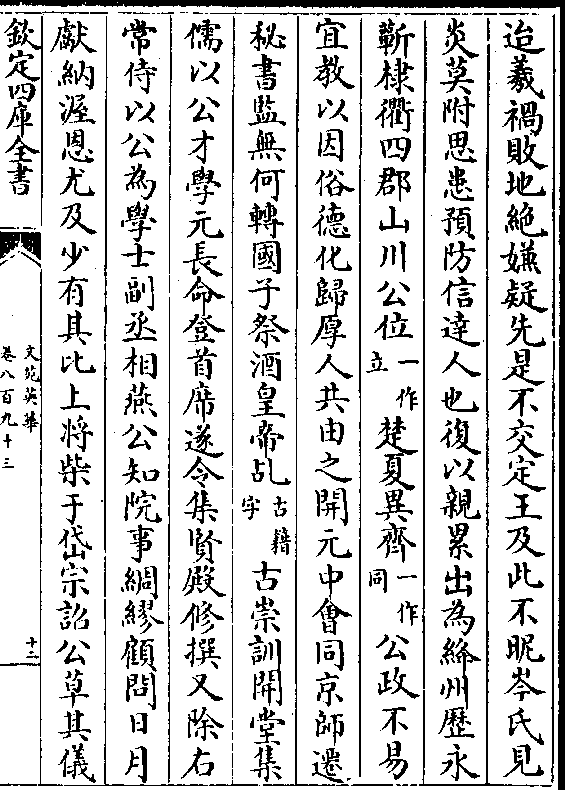 迨羲禍敗地絶嫌疑先是不交定王及此不昵岑氏見
炎莫附思患預防信達人也復以親累出為絳州歷永
蘄棣衢四郡山川公位一作立楚夏異齊一作同公政不易
宜教以因俗德化歸厚人共由之開元中會同京師遷
秘書監無何轉國子祭酒皇帝乩古籀字古崇訓開堂集
儒以公才學元長命登首席遂令集賢殿修撰又除右
常侍以公為學士副丞相燕公知院事綢繆顧問日月
獻納渥恩尤及少有其比上將柴于岱宗詔公草其儀
欽定四庫全書
文苑英華
卷八百九十三
十二